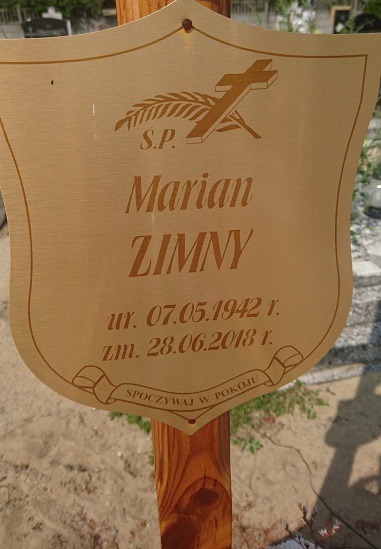 Ś.P.
Marian
ZIMNY
ur. 07.05.1942 r.
zm. 28.06.2018 r.
SPOCZYWAJ W POKOJU